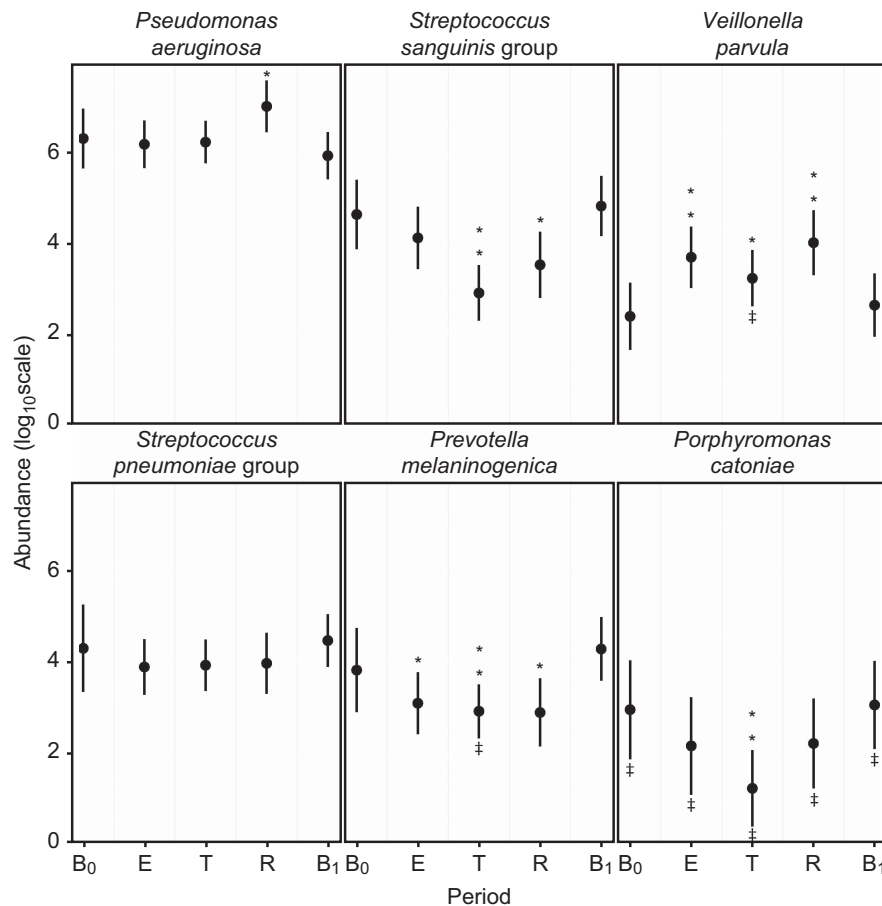 Pseudomonas
aeruginosa
Streptococcus
sanguinis group
Veillonella
parvula
*
* *
*
* *
*
* *
‡
6
4
2
0
Abundance (log₁₀scale)
Streptococcus
pneumoniae group
Prevotella
melaninogenica
Porphyromonas
catoniae
*
* *
*
‡
* *
‡
‡
‡
‡
‡
6
4
2
0
B₀ E T R B₁
B₀ E T R B₁
B₀ E T R B₁
Period